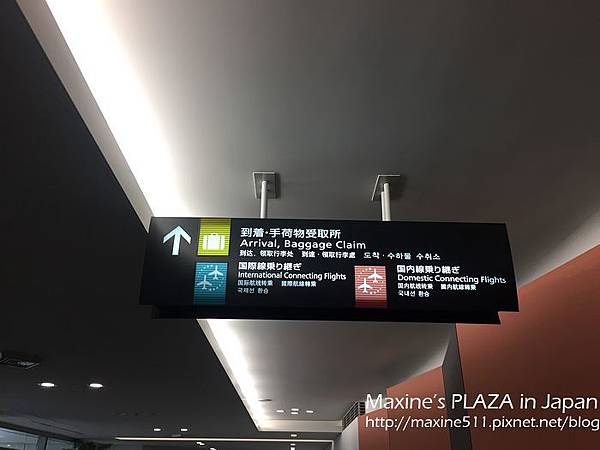 到着・手荷物受取所
Arrival, Baggage Claim
到达、领取行李处 到達、領取行李處 도착・수하물 수취소
国際線乗り継ぎ
International Connecting Flights
国际航线转乘 國際航線轉乘
국제선 환승
国内線乗り継ぎ
Domestic Connecting Flights
国内航线转乘 國內航線轉乘
국내선 환승
Maxine's PLAZA in Japan
http://maxine511.pixnet.net/blog